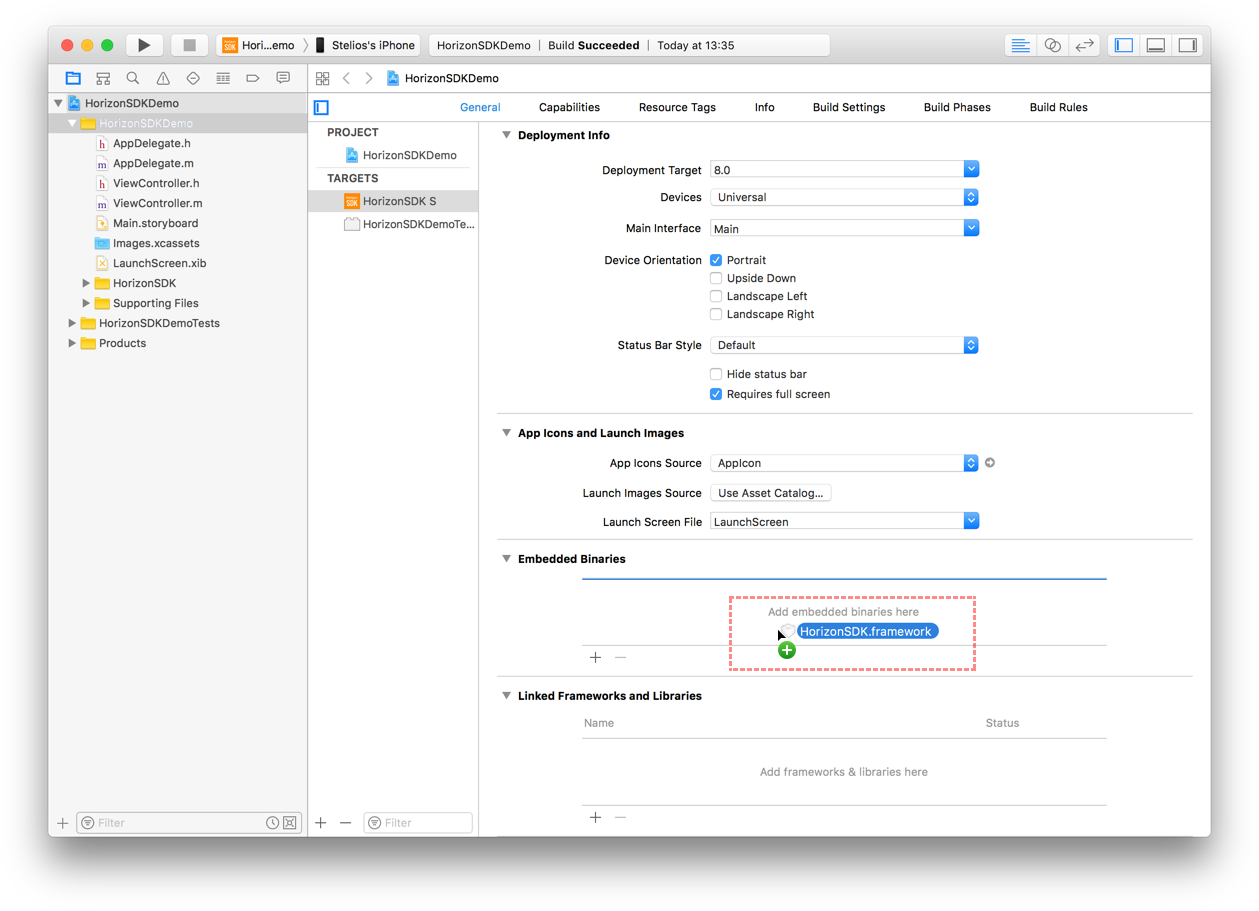 SDK Hori...emo Stelios's iPhone HorizonSDKDemo | Build Succeeded | Today at 13:35
HorizonSDKDemo
HorizonSDKDemo
HorizonSDKDemo
h AppDelegate.h
m AppDelegate.m
h ViewController.h
m ViewController.m
Main.storyboard
Images.xcassets
LaunchScreen.xib
HorizonSDK
Supporting Files
HorizonSDKDemoTests
Products
Filter
General Capabilities Resource Tags Info Build Settings Build Phases Build Rules
PROJECT
HorizonSDKDemo
TARGETS
SDK HorizonSDK S
HorizonSDKDemoTe...
Filter
Deployment Info
Deployment Target 8.0
Devices Universal
Main Interface Main
Device Orientation Portrait
Upside Down
Landscape Left
Landscape Right
Status Bar Style Default
Hide status bar
Requires full screen
App Icons and Launch Images
App Icons Source AppIcon
Launch Images Source Use Asset Catalog...
Launch Screen File LaunchScreen
Embedded Binaries
Add embedded binaries here
HorizonSDK.framework
Linked Frameworks and Libraries
Name Status
Add frameworks & libraries here